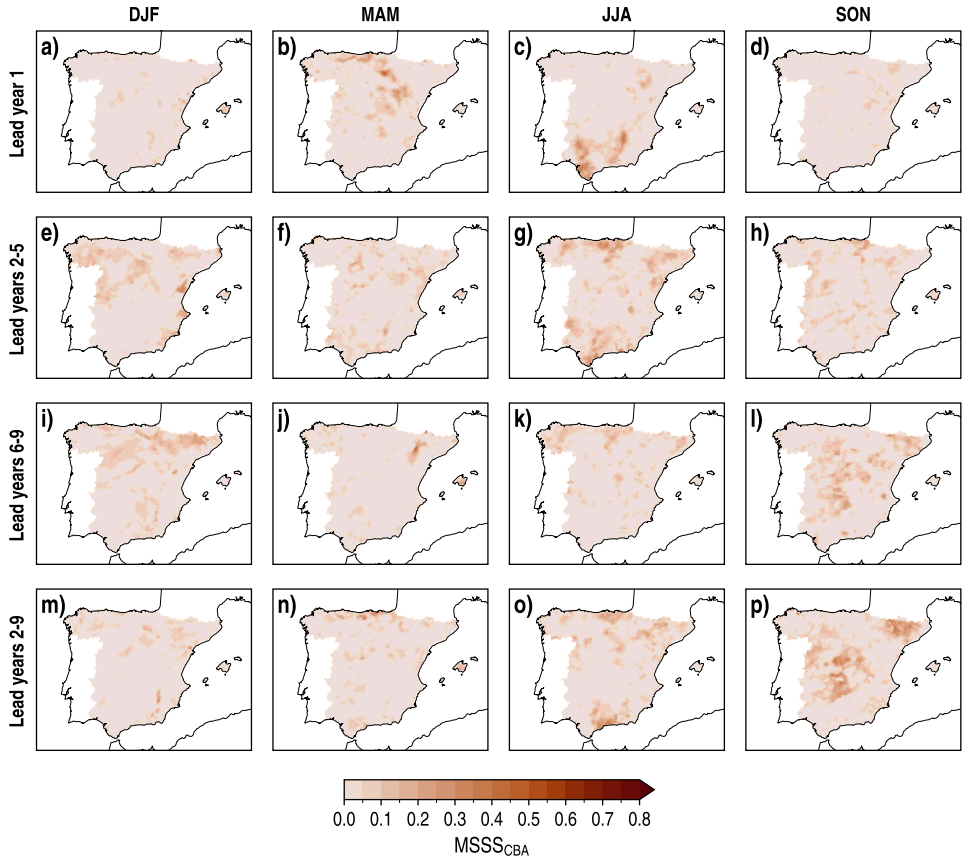 DJF MAM JJA SON
Lead year 1
a) b) c) d)
Lead years 2-5
e) f) g) h)
Lead years 6-9
i) j) k) l)
Lead years 2-9
m) n) o) p)
0.0 0.1 0.2 0.3 0.4 0.5 0.6 0.7 0.8
MSSS_CBA